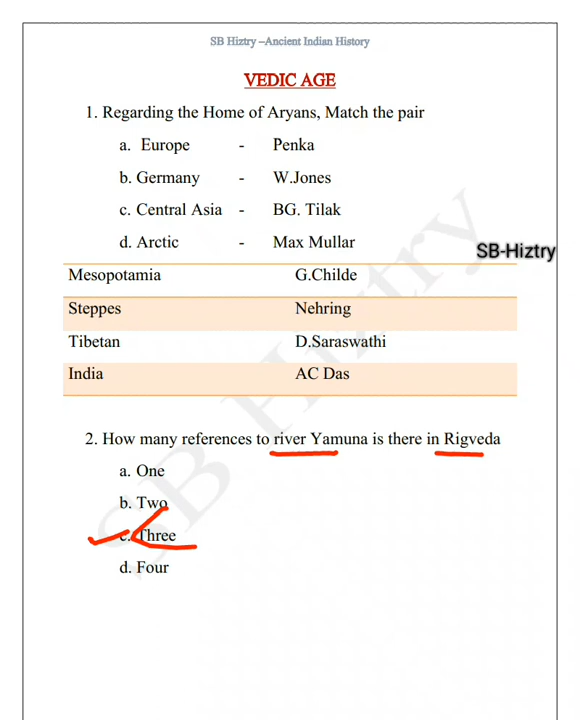 SB Hiztry –Ancient Indian History
VEDIC AGE
1. Regarding the Home of Aryans, Match the pair
a. Europe - Penka
b. Germany - W.Jones
c. Central Asia - BG. Tilak
d. Arctic - Max Mullar
SB-Hiztry
Mesopotamia G.Childe
Steppes Nehring
Tibetan D.Saraswathi
India AC Das
2. How many references to river Yamuna is there in Rigveda
a. One
b. Two
c. Three
d. Four
SB Hiztry